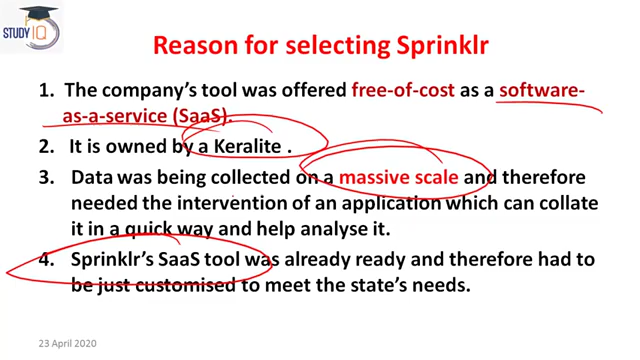 STUDY IQ
Reason for selecting Sprinklr
1. The company's tool was offered free-of-cost as a software-
as-a-service (SaaS).
2. It is owned by a Keralite .
3. Data was being collected on a massive scale and therefore
needed the intervention of an application which can collate
it in a quick way and help analyse it.
4. Sprinklr's SaaS tool was already ready and therefore had to
be just customised to meet the state's needs.
23 April 2020